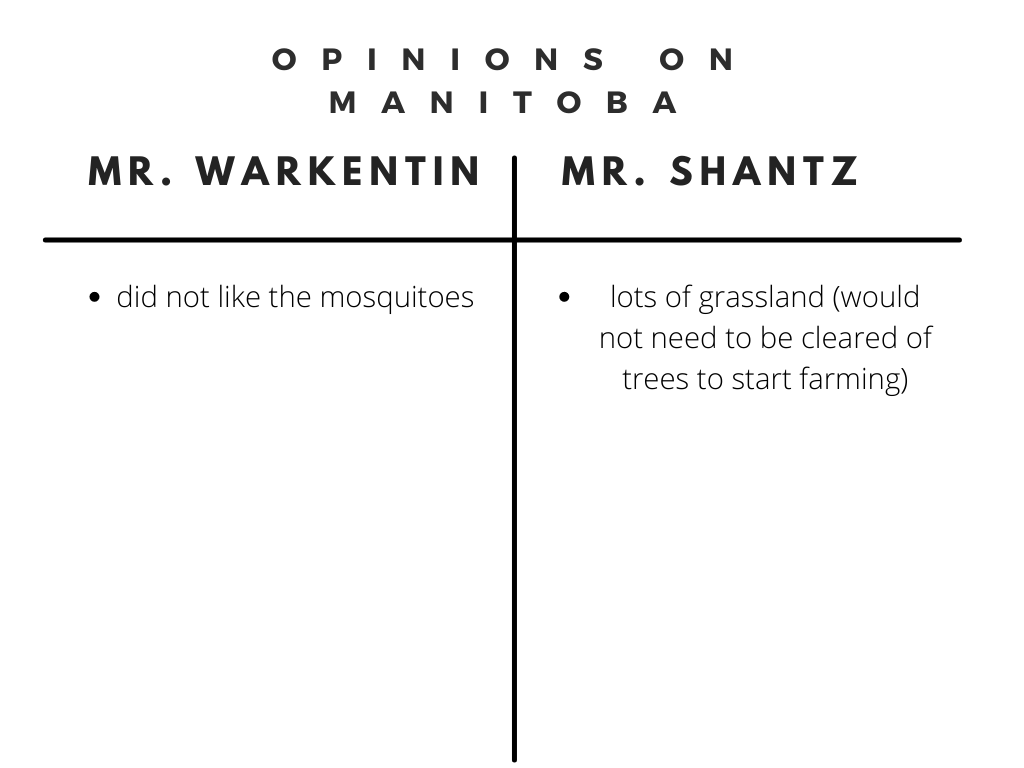 OPINIONS ON
MANITOBA
MR. WARKENTIN
MR. SHANTZ
• did not like the mosquitoes
• lots of grassland (would
not need to be cleared of
trees to start farming)